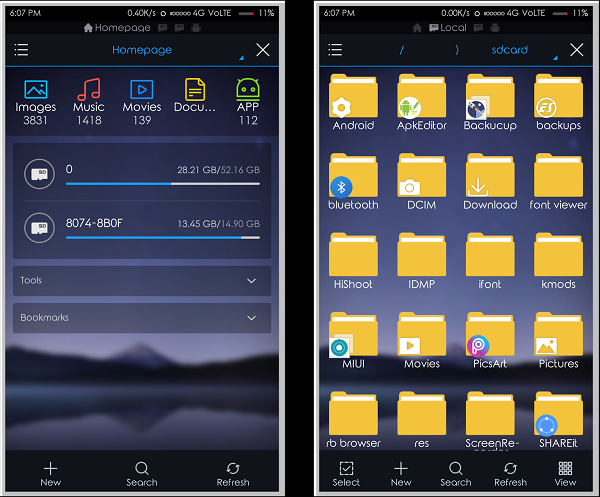 6:07 PM
0.40K/s
4G VoLTE
11%
Homepage
Homepage
Images
3831
Music
1418
Movies
139
Docu...
APP
112
0
28.21 GB/52.16 GB
8074-8B0F
13.45 GB/14.90 GB
Tools
Bookmarks
New
Search
Refresh
6:07 PM
0.00K/s
4G VoLTE
11%
Local
/
sdcard
Android
ApkEditor
Backucup
backups
bluetooth
DCIM
Download
font viewer
HiShoot
IDMP
ifont
kmods
MIUI
Movies
PicsArt
Pictures
rb browser
res
ScreenRe-
corder
SHAREit
Select
New
Search
Refresh
View